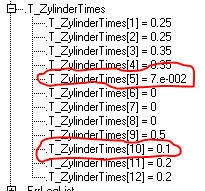 .T_ZylinderTimes
.T_ZylinderTimes[1] = 0.25
.T_ZylinderTimes[2] = 0.25
.T_ZylinderTimes[3] = 0.35
.T_ZylinderTimes[4] = 0.35
.T_ZylinderTimes[5] = 7.e-002
.T_ZylinderTimes[6] = 0
.T_ZylinderTimes[7] = 0
.T_ZylinderTimes[8] = 0
.T_ZylinderTimes[9] = 0.5
.T_ZylinderTimes[10] = 0.1
.T_ZylinderTimes[11] = 0.2
.T_ZylinderTimes[12] = 0.2